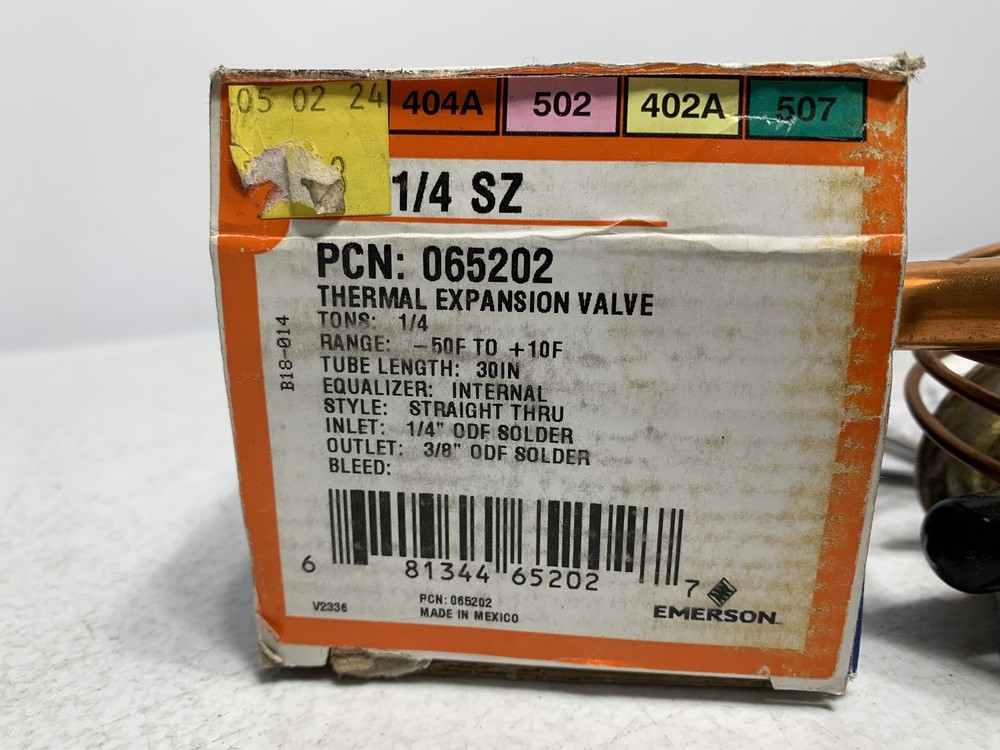 05 02 24
404A 502 402A 507
1/4 SZ
PCN: 065202
THERMAL EXPANSION VALVE
TONS: 1/4
RANGE: -50F TO +10F
TUBE LENGTH: 30IN
EQUALIZER: INTERNAL
STYLE: STRAIGHT THRU
INLET: 1/4" ODF SOLDER
OUTLET: 3/8" ODF SOLDER
BLEED:
B18-014
6 81344 65202 7
V2336
PCN: 065202
MADE IN MEXICO
EMERSON